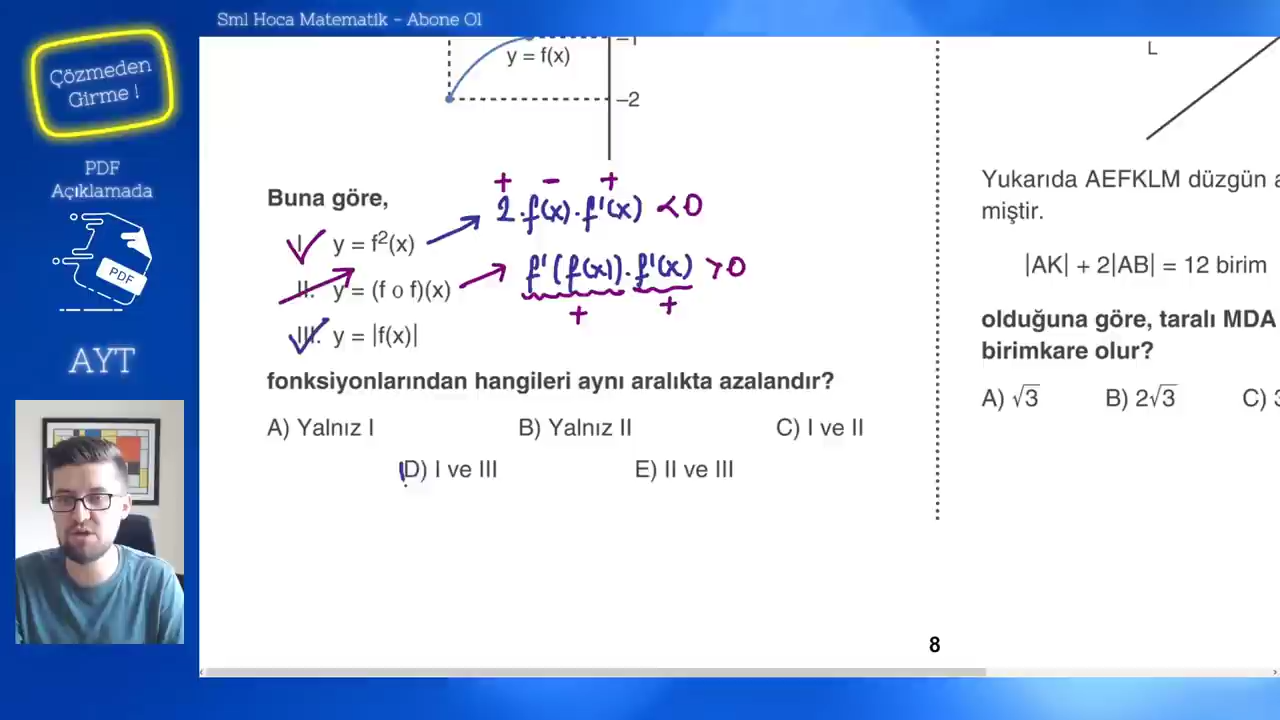 Sml Hoca Matematik - Abone Ol
Çözmeden
Girme !
PDF
Açıklamada
PDF
AYT
–1
y = f(x)
–2
Buna göre,
+ - +
I. y = f²(x) 2.f(x).f'(x) <0
II. y = (f o f)(x) f'(f(x)).f'(x) >0
+ +
III. y = |f(x)|
fonksiyonlarından hangileri aynı aralıkta azalandır?
A) Yalnız I B) Yalnız II C) I ve II
D) I ve III E) II ve III
8
L
Yukarıda AEFKLM düzgün
miştir.
|AK| + 2|AB| = 12 birim
olduğuna göre, taralı MDA
birimkare olur?
A) √3 B) 2√3 C) 3